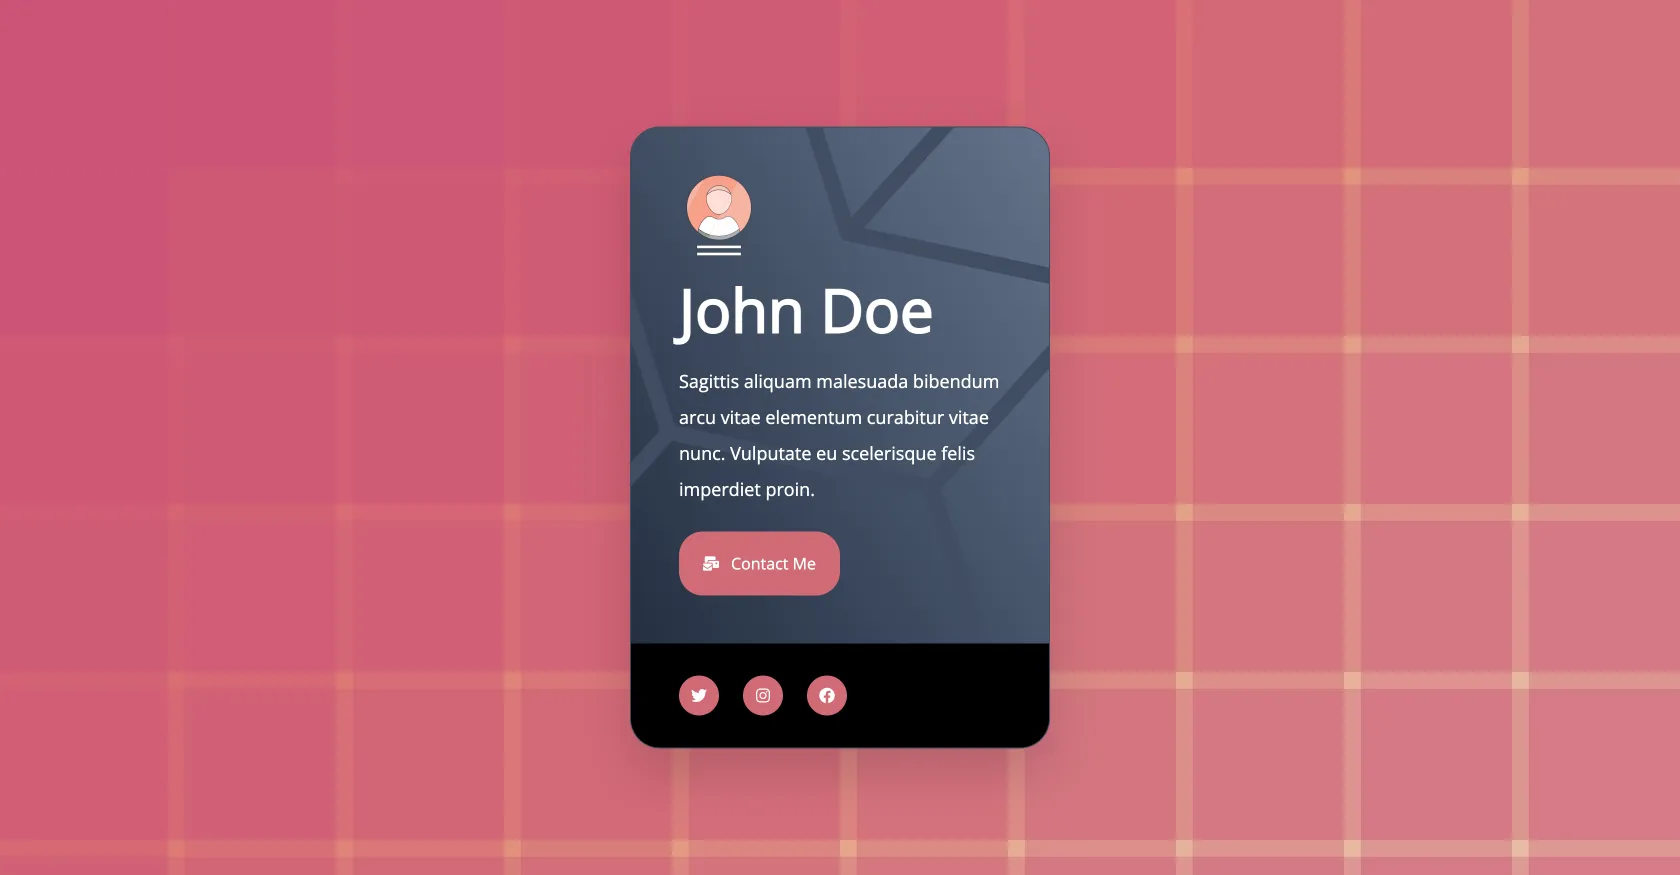 John Doe
Sagittis aliquam malesuada bibendum
arcu vitae elementum curabitur vitae
nunc. Vulputate eu scelerisque felis
imperdiet proin.
Contact Me